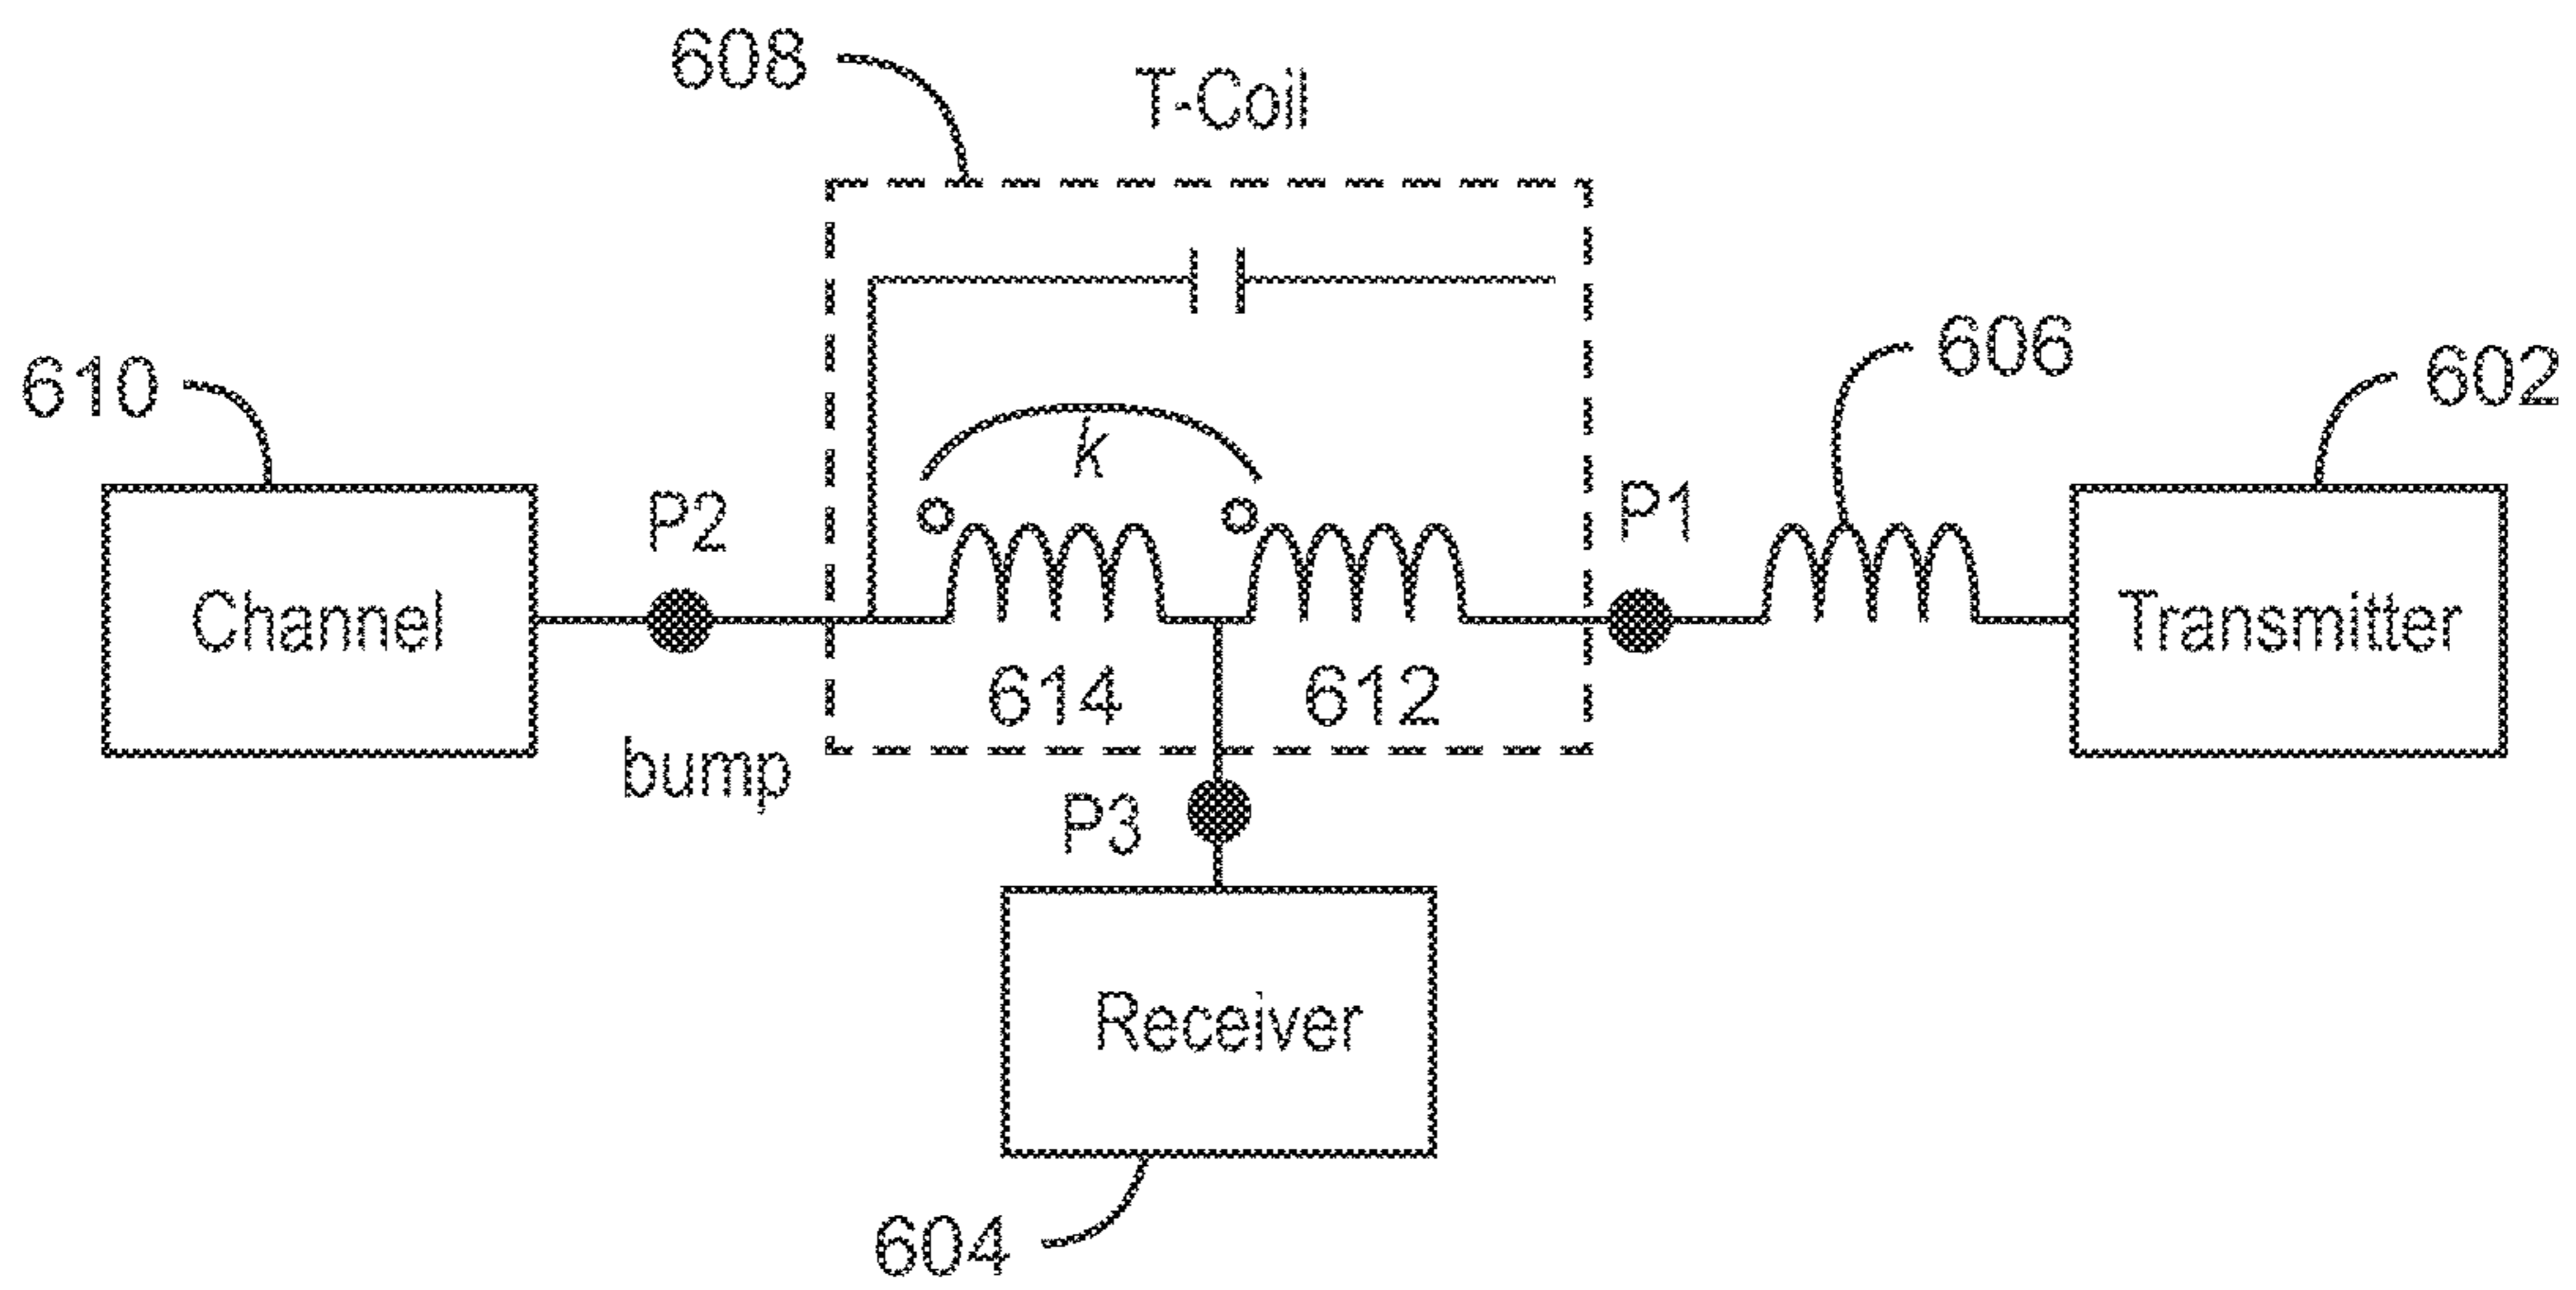 608
T-Coil
610
606
602
k
P2
P1
Channel
Transmitter
614
612
bump
P3
Receiver
604